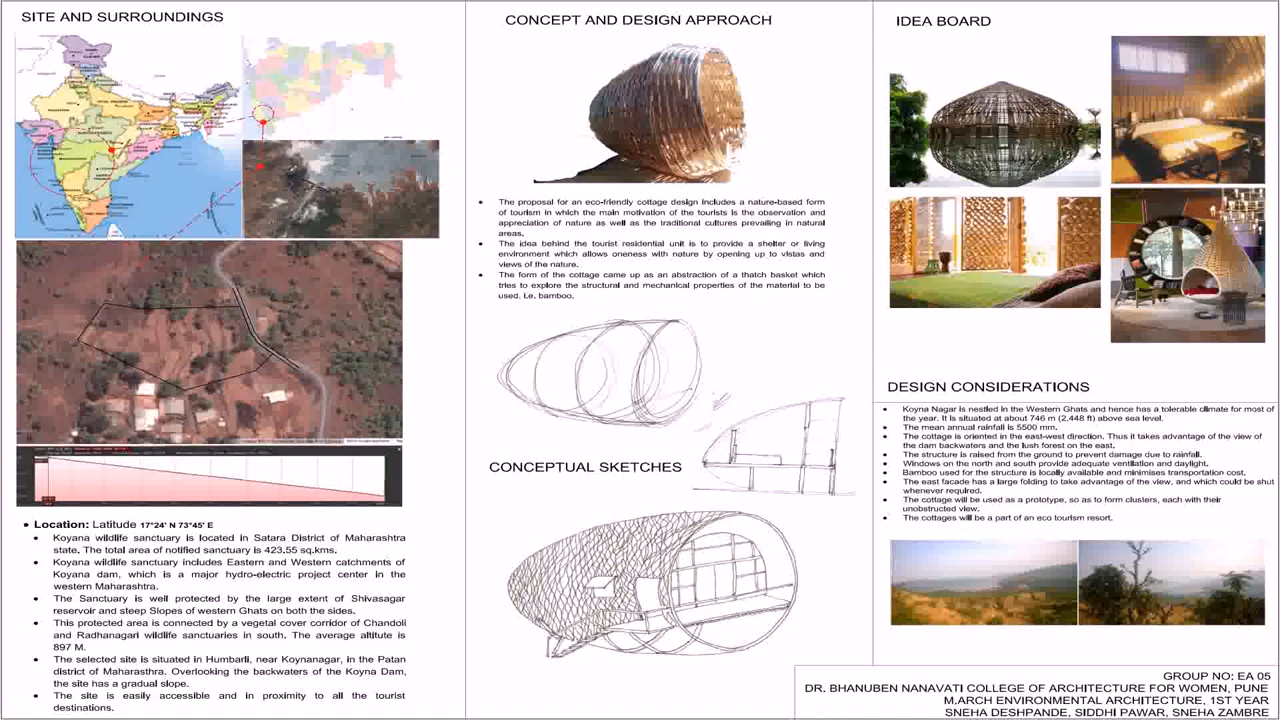 SITE AND SURROUNDINGS
• Location: Latitude 17°24' N 73°45' E
• Koyana wildlife sanctuary is located in Satara District of Maharashtra
state. The total area of notified sanctuary is 423.55 sq.kms.
• Koyana wildlife sanctuary includes Eastern and Western catchments of
Koyana dam, which is a major hydro-electric project center in the
western Maharashtra.
• The Sanctuary is well protected by the large extent of Shivasagar
reservoir and steep Slopes of western Ghats on both the sides.
• This protected area is connected by a vegetal cover corridor of Chandoli
and Radhanagari wildlife sanctuaries in south. The average altitute is
897 M.
• The selected site is situated in Humbarli, near Koynanagar, in the Patan
district of Maharasthra. Overlooking the backwaters of the Koyna Dam,
the site has a gradual slope.
• The site is easily accessible and in proximity to all the tourist
destinations.
CONCEPT AND DESIGN APPROACH
• The proposal for an eco-friendly cottage design includes a nature-based form
of tourism in which the main motivation of the tourists is the observation and
appreciation of nature as well as the traditional cultures prevailing in natural
areas.
• The idea behind the tourist residential unit is to provide a shelter or living
environment which allows oneness with nature by opening up to vistas and
views of the nature.
• The form of the cottage came up as an abstraction of a thatch basket which
tries to explore the structural and mechanical properties of the material to be
used. i.e. bamboo.
CONCEPTUAL SKETCHES
IDEA BOARD
DESIGN CONSIDERATIONS
• Koyna Nagar is nestled in the Western Ghats and hence has a tolerable climate for most of
the year. It is situated at about 746 m (2,448 ft) above sea level.
• The mean annual rainfall is 5500 mm.
• The cottage is oriented in the east-west direction. Thus it takes advantage of the view of
the dam backwaters and the lush forest on the east.
• The structure is raised from the ground to prevent damage due to rainfall.
• Windows on the north and south provide adequate ventilation and daylight.
• Bamboo used for the structure is locally available and minimises transportation cost.
• The east facade has a large folding to take advantage of the view, and which could be shut
whenever required.
• The cottage will be used as a prototype, so as to form clusters, each with their
unobstructed view.
• The cottages will be a part of an eco tourism resort.
GROUP NO: EA 05
DR. BHANUBEN NANAVATI COLLEGE OF ARCHITECTURE FOR WOMEN, PUNE
M.ARCH ENVIRONMENTAL ARCHITECTURE, 1ST YEAR
SNEHA DESHPANDE, SIDDHI PAWAR, SNEHA ZAMBRE